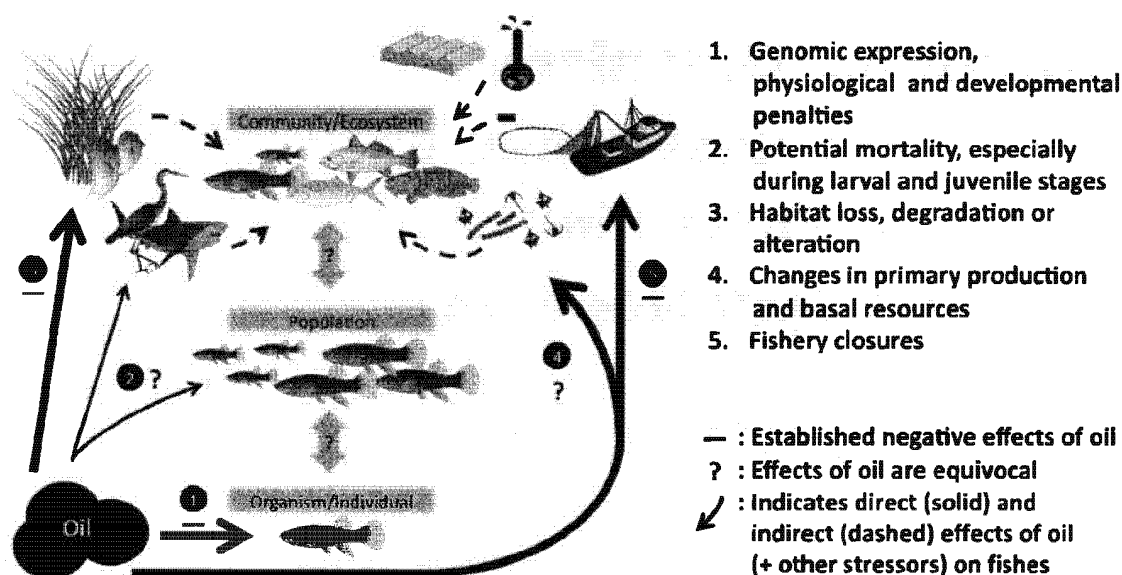 Community/Ecosystem
?
Population
2 ?
4
?
?
Organism/Individual
1
–
Oil
–
–
–
1. Genomic expression,
physiological and developmental
penalties
2. Potential mortality, especially
during larval and juvenile stages
3. Habitat loss, degradation or
alteration
4. Changes in primary production
and basal resources
5. Fishery closures
– : Established negative effects of oil
? : Effects of oil are equivocal
: Indicates direct (solid) and
indirect (dashed) effects of oil
(+ other stressors) on fishes